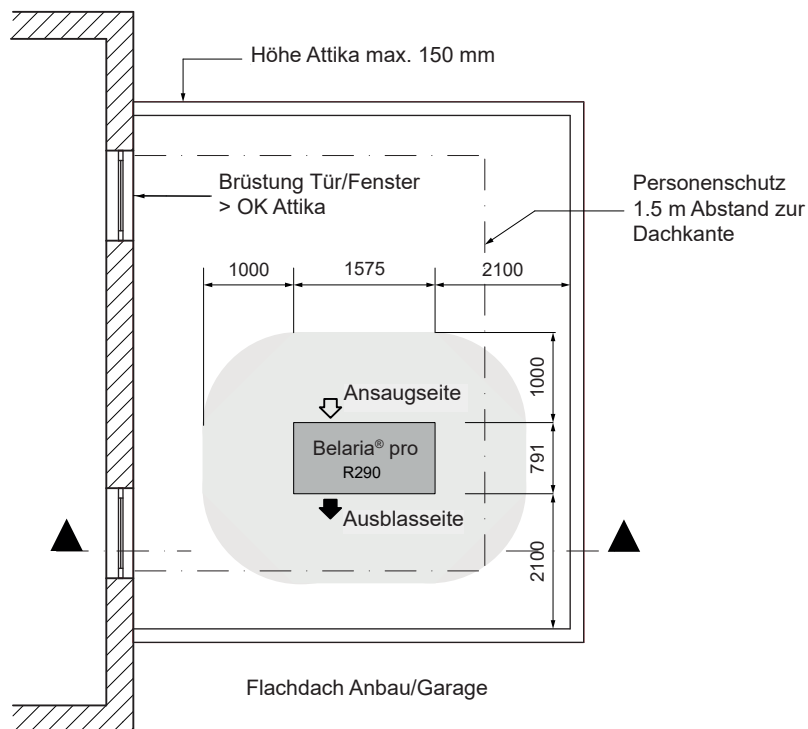 Höhe Attika max. 150 mm
Brüstung Tür/Fenster
> OK Attika
Personenschutz
1.5 m Abstand zur
Dachkante
1000
1575
2100
1000
Ansaugseite
Belaria® pro
R290
791
Ausblasseite
2100
Flachdach Anbau/Garage